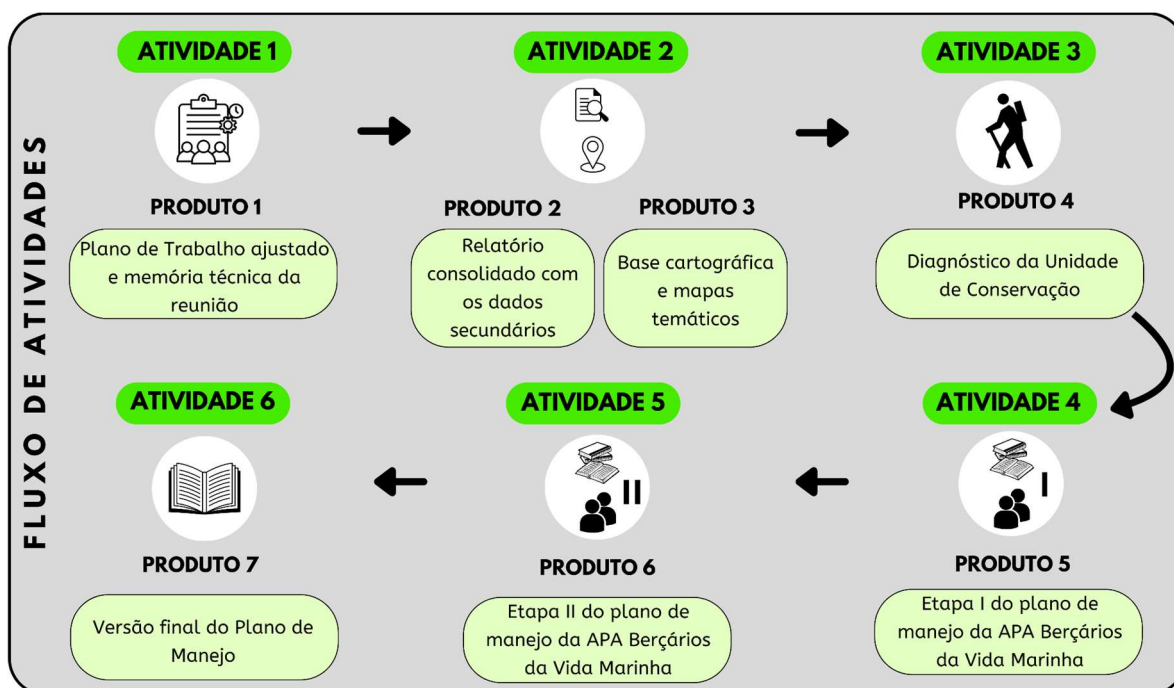 FLUXO DE ATIVIDADES
ATIVIDADE 1
PRODUTO 1
Plano de Trabalho ajustado
e memória técnica da
reunião
ATIVIDADE 2
PRODUTO 2
Relatório
consolidado com
os dados
secundários
PRODUTO 3
Base cartográfica
e mapas
temáticos
ATIVIDADE 3
PRODUTO 4
Diagnóstico da Unidade
de Conservação
ATIVIDADE 4
I
PRODUTO 5
Etapa I do plano de
manejo da APA Berçários
da Vida Marinha
ATIVIDADE 5
II
PRODUTO 6
Etapa II do plano de
manejo da APA Berçários
da Vida Marinha
ATIVIDADE 6
PRODUTO 7
Versão final do Plano de
Manejo